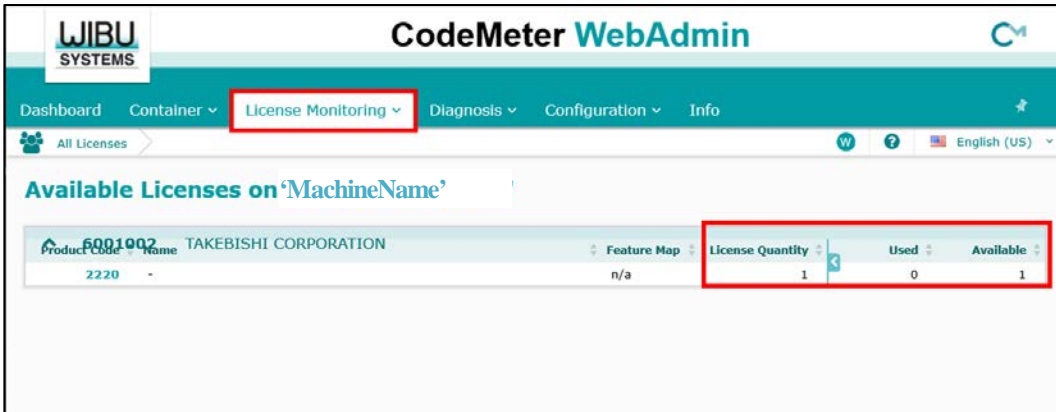 WIBU
SYSTEMS
CodeMeter WebAdmin
CM
Dashboard Container License Monitoring Diagnosis Configuration Info
All Licenses W ? English (US)
Available Licenses on ‘MachineName’
6001002 TAKEBISHI CORPORATION
Product Code Name Feature Map License Quantity Used Available
2220 - n/a 1 0 1